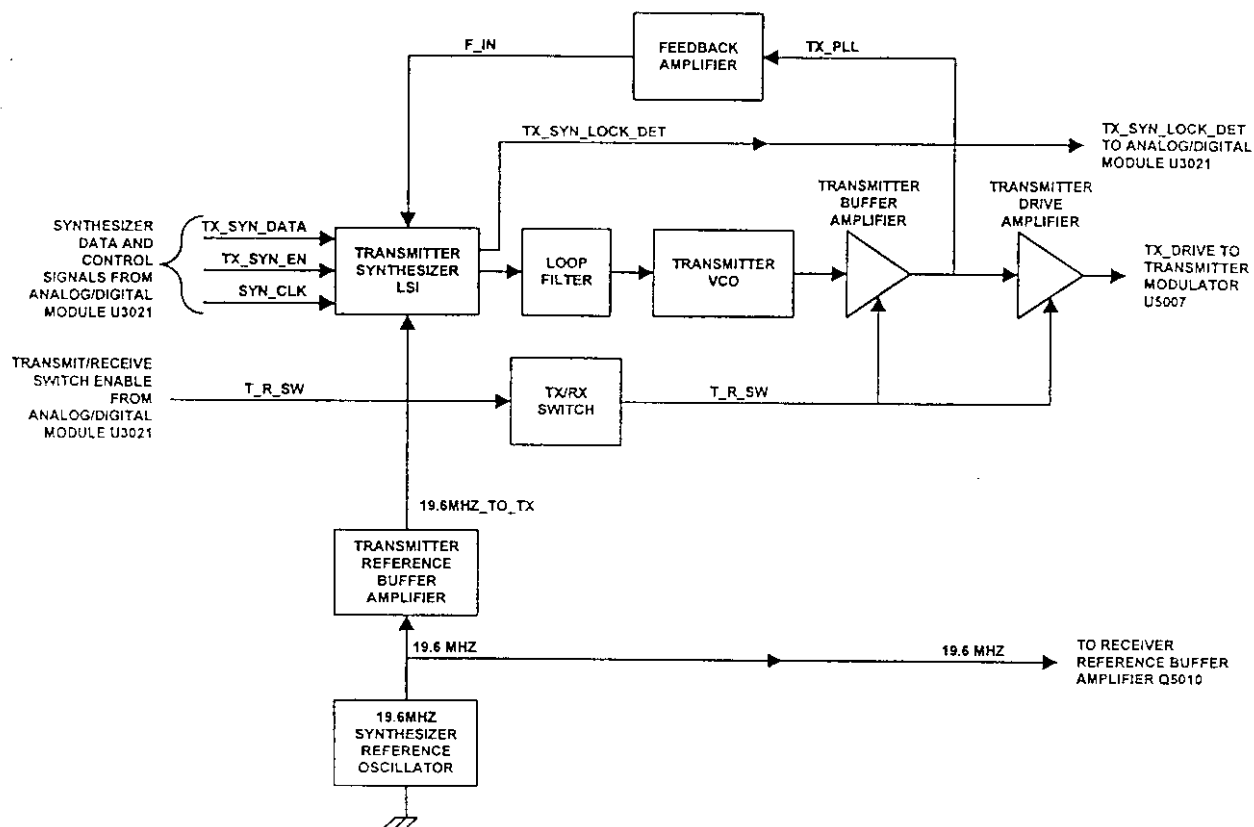 F_IN
FEEDBACK
AMPLIFIER
TX_PLL
TX_SYN_LOCK_DET
TX_SYN_LOCK_DET
TO ANALOG/DIGITAL
MODULE U3021
TRANSMITTER
BUFFER
AMPLIFIER
TRANSMITTER
DRIVE
AMPLIFIER
SYNTHESIZER
DATA AND
CONTROL
SIGNALS FROM
ANALOG/DIGITAL
MODULE U3021
TX_SYN_DATA
TX_SYN_EN
SYN_CLK
TRANSMITTER
SYNTHESIZER
LSI
LOOP
FILTER
TRANSMITTER
VCO
TX_DRIVE TO
TRANSMITTER
MODULATOR
U5007
TRANSMIT/RECEIVE
SWITCH ENABLE
FROM
ANALOG/DIGITAL
MODULE U3021
T_R_SW
TX/RX
SWITCH
T_R_SW
19.6MHZ_TO_TX
TRANSMITTER
REFERENCE
BUFFER
AMPLIFIER
19.6 MHZ
19.6 MHZ
TO RECEIVER
REFERENCE BUFFER
AMPLIFIER Q5010
19.6MHZ
SYNTHESIZER
REFERENCE
OSCILLATOR